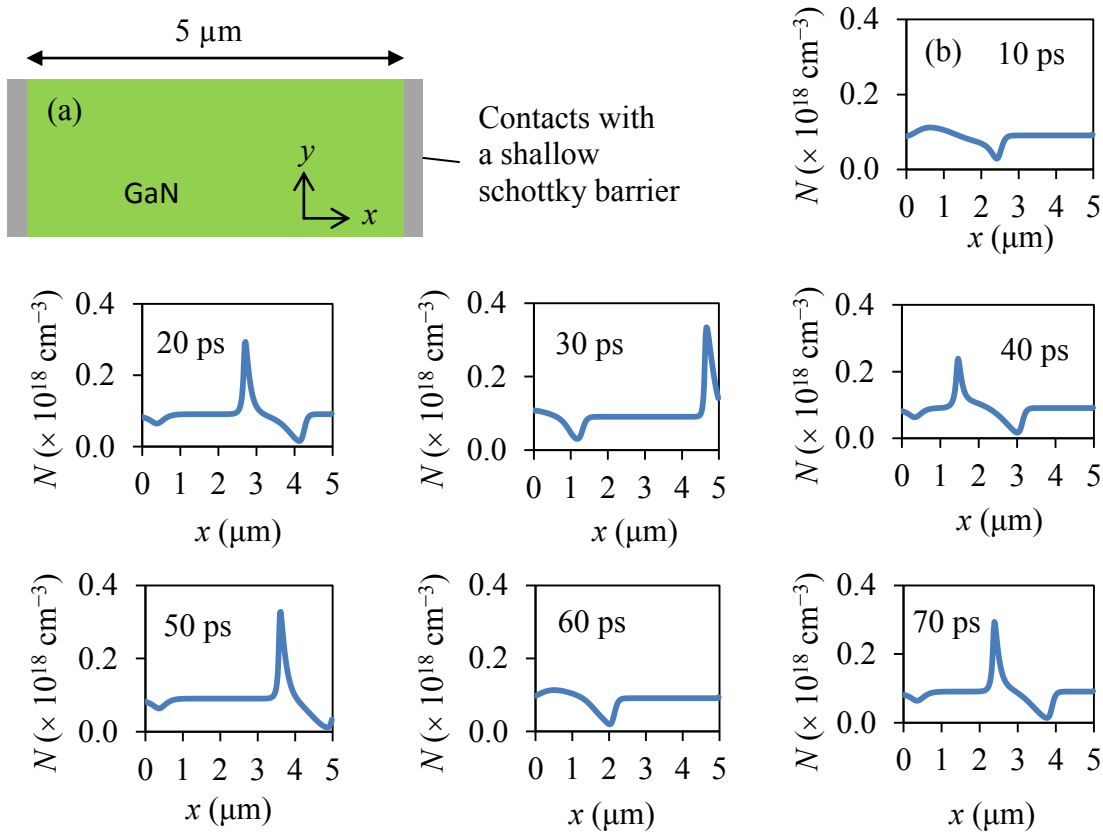 5 µm
(a)
y
x
GaN
Contacts with
a shallow
schottky barrier
N (× 10¹⁸ cm⁻³)
0.4
0.2
0.0
(b)
10 ps
0 1 2 3 4 5
x (µm)
N (× 10¹⁸ cm⁻³)
0.4
0.2
0.0
20 ps
0 1 2 3 4 5
x (µm)
N (× 10¹⁸ cm⁻³)
0.4
0.2
0.0
30 ps
0 1 2 3 4 5
x (µm)
N (× 10¹⁸ cm⁻³)
0.4
0.2
0.0
40 ps
0 1 2 3 4 5
x (µm)
N (× 10¹⁸ cm⁻³)
0.4
0.2
0.0
50 ps
0 1 2 3 4 5
x (µm)
N (× 10¹⁸ cm⁻³)
0.4
0.2
0.0
60 ps
0 1 2 3 4 5
x (µm)
N (× 10¹⁸ cm⁻³)
0.4
0.2
0.0
70 ps
0 1 2 3 4 5
x (µm)